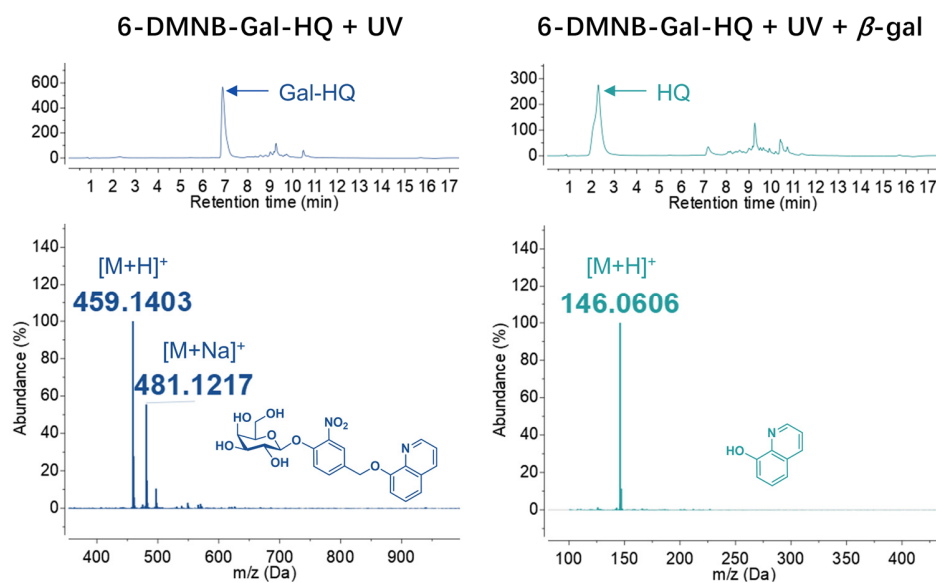 6-DMNB-Gal-HQ + UV
600
400
200
0
Gal-HQ
1 2 3 4 5 6 7 8 9 10 11 12 13 14 15 16 17
Retention time (min)
140
120
100
80
60
40
20
0
Abundance (%)
[M+H]+
459.1403
[M+Na]+
481.1217
OH
HO
OH
HO
O
O
OH
NO2
O
N
400 500 600 700 800 900
m/z (Da)
6-DMNB-Gal-HQ + UV + β-gal
300
200
100
0
HQ
1 2 3 4 5 6 7 8 9 10 11 12 13 14 15 16 17
Retention time (min)
140
120
100
80
60
40
20
0
Abundance (%)
[M+H]+
146.0606
N
HO
100 150 200 250 300 350 400
m/z (Da)